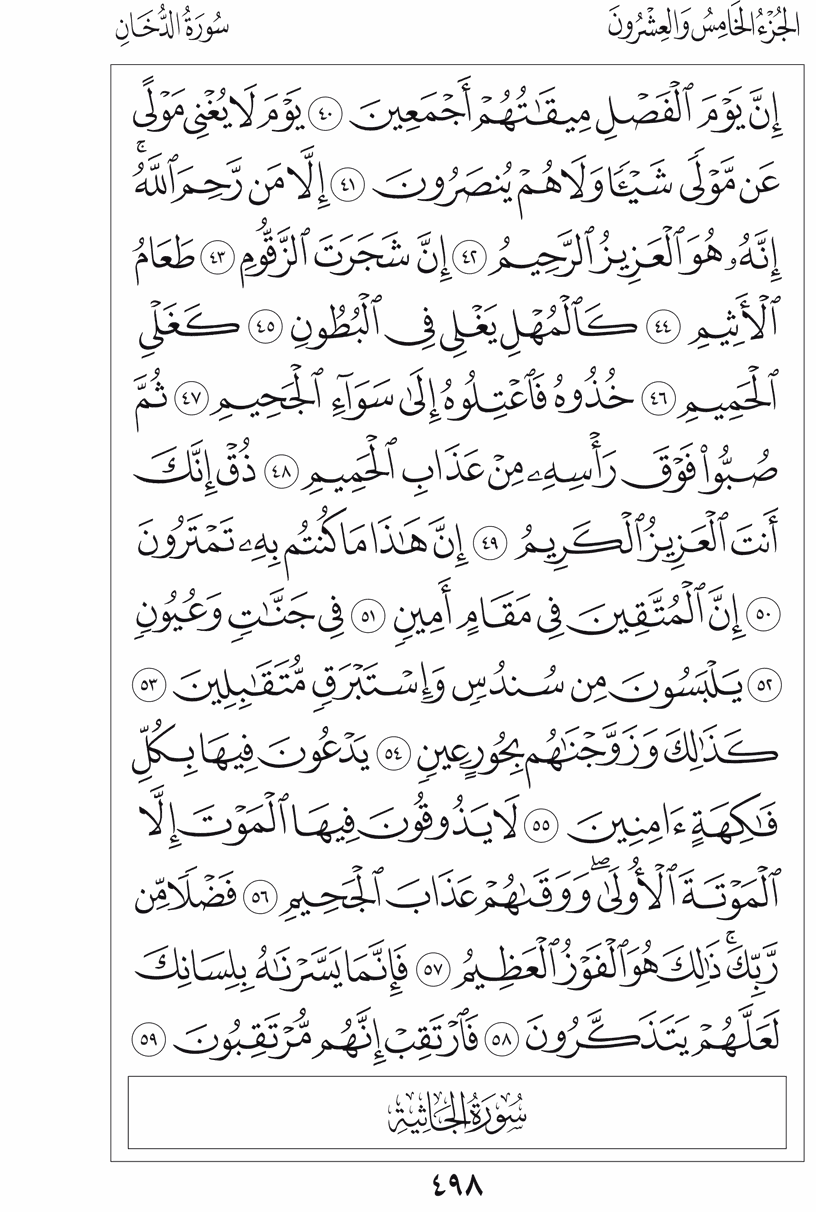 الجُزْءُ الخَامِسُ وَالعِشْرُونَ
سُورَةُ الدُّخَانِ
إِنَّ يَوْمَ ٱلْفَصْلِ مِيقَٰتُهُمْ أَجْمَعِينَ ٤٠ يَوْمَ لَا يُغْنِى مَوْلًى
عَن مَّوْلًى شَيْـًٔا وَلَا هُمْ يُنصَرُونَ ٤١ إِلَّا مَن رَّحِمَ ٱللَّهُۚ
إِنَّهُۥ هُوَ ٱلْعَزِيزُ ٱلرَّحِيمُ ٤٢ إِنَّ شَجَرَتَ ٱلزَّقُّومِ ٤٣ طَعَامُ
ٱلْأَثِيمِ ٤٤ كَٱلْمُهْلِ يَغْلِى فِى ٱلْبُطُونِ ٤٥ كَغَلْىِ
ٱلْحَمِيمِ ٤٦ خُذُوهُ فَٱعْتِلُوهُ إِلَىٰ سَوَآءِ ٱلْجَحِيمِ ٤٧ ثُمَّ
صُبُّوا۟ فَوْقَ رَأْسِهِۦ مِنْ عَذَابِ ٱلْحَمِيمِ ٤٨ ذُقْ إِنَّكَ
أَنتَ ٱلْعَزِيزُ ٱلْكَرِيمُ ٤٩ إِنَّ هَٰذَا مَا كُنتُم بِهِۦ تَمْتَرُونَ
٥٠ إِنَّ ٱلْمُتَّقِينَ فِى مَقَامٍ أَمِينٍ ٥١ فِى جَنَّٰتٍ وَعُيُونٍ
٥٢ يَلْبَسُونَ مِن سُندُسٍ وَإِسْتَبْرَقٍ مُّتَقَٰبِلِينَ ٥٣
كَذَٰلِكَ وَزَوَّجْنَٰهُم بِحُورٍ عِينٍ ٥٤ يَدْعُونَ فِيهَا بِكُلِّ
فَٰكِهَةٍ ءَامِنِينَ ٥٥ لَا يَذُوقُونَ فِيهَا ٱلْمَوْتَ إِلَّا
ٱلْمَوْتَةَ ٱلْأُولَىٰۖ وَوَقَىٰهُمْ عَذَابَ ٱلْجَحِيمِ ٥٦ فَضْلًا مِّن
رَّبِّكَۚ ذَٰلِكَ هُوَ ٱلْفَوْزُ ٱلْعَظِيمُ ٥٧ فَإِنَّمَا يَسَّرْنَٰهُ بِلِسَانِكَ
لَعَلَّهُمْ يَتَذَكَّرُونَ ٥٨ فَٱرْتَقِبْ إِنَّهُم مُّرْتَقِبُونَ ٥٩
سُورَةُ الجَاثِيَةِ
٤٩٨